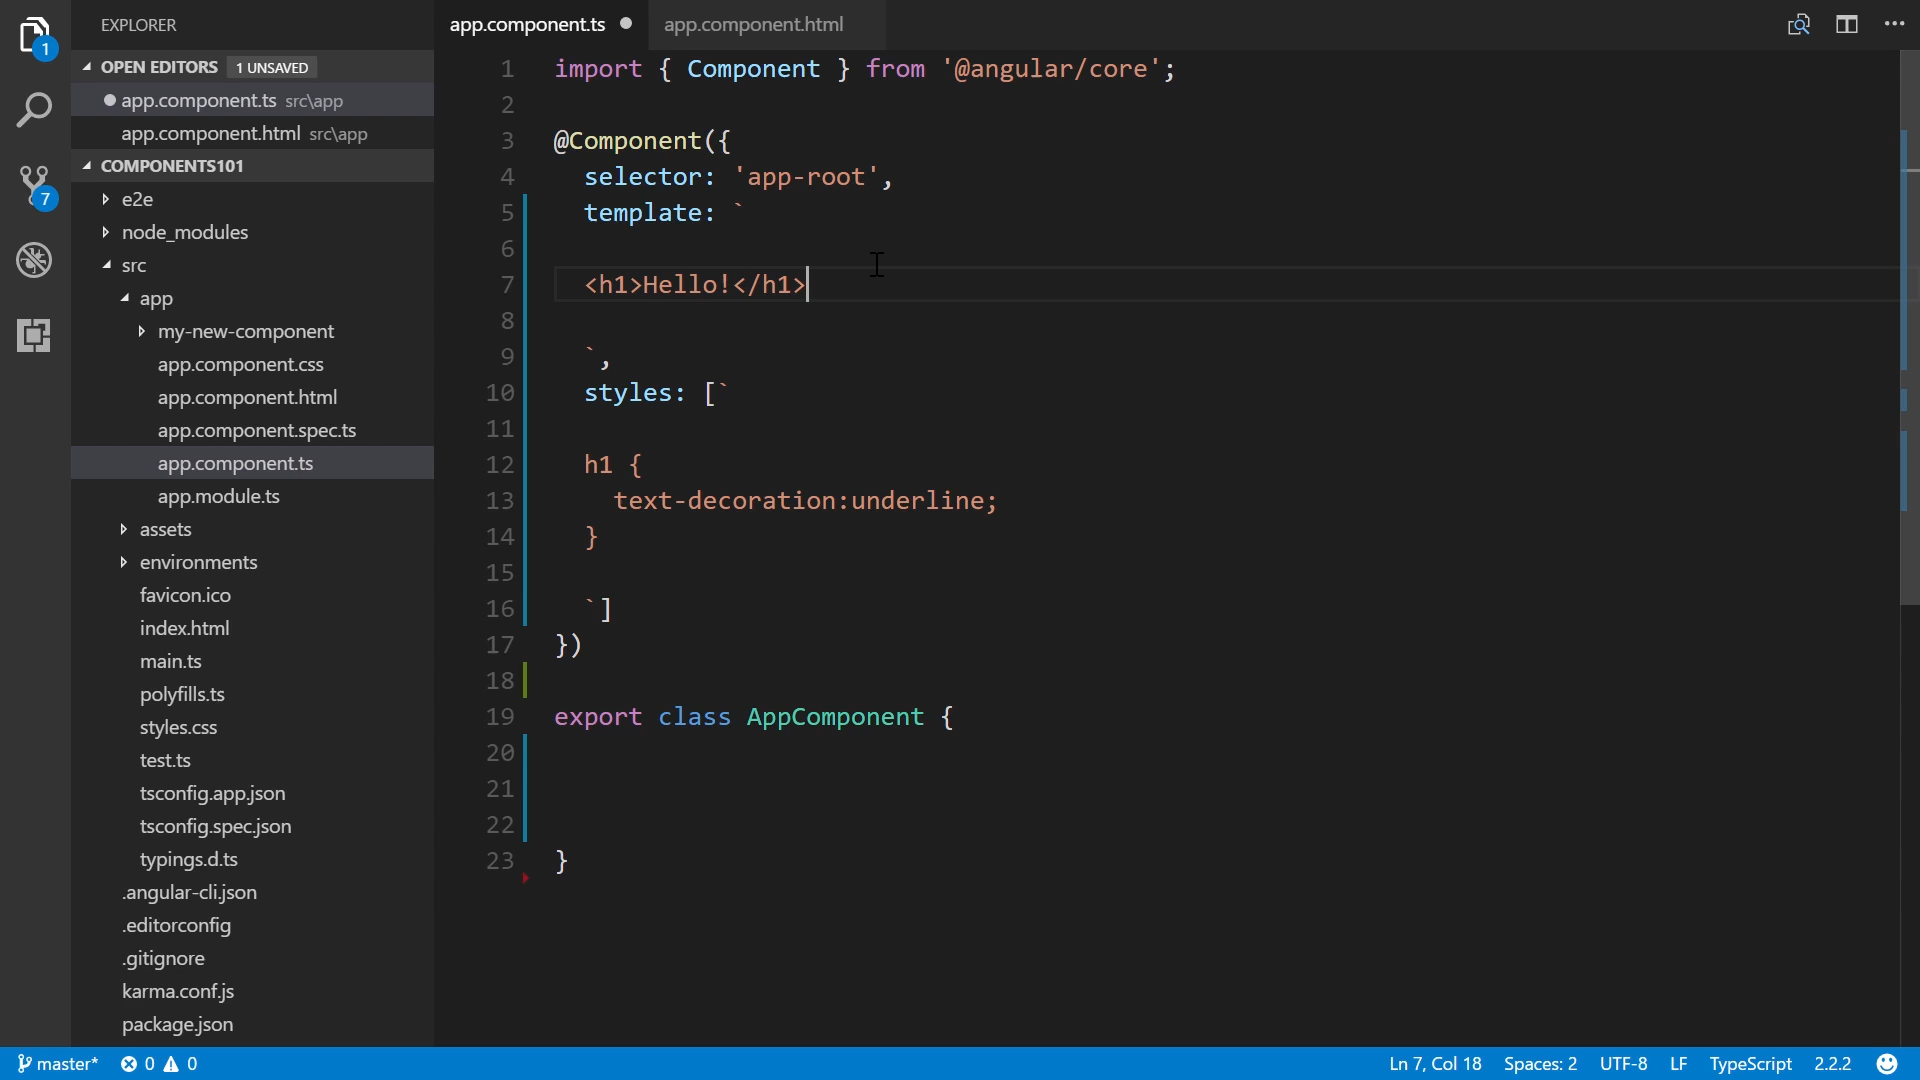 EXPLORER
app.component.ts
app.component.html
1
OPEN EDITORS 1 UNSAVED
app.component.ts src\app
app.component.html src\app
COMPONENTS101
7
e2e
node_modules
src
app
my-new-component
app.component.css
app.component.html
app.component.spec.ts
app.component.ts
app.module.ts
assets
environments
favicon.ico
index.html
main.ts
polyfills.ts
styles.css
test.ts
tsconfig.app.json
tsconfig.spec.json
typings.d.ts
.angular-cli.json
.editorconfig
.gitignore
karma.conf.js
package.json
1 import { Component } from '@angular/core';
2
3 @Component({
4 selector: 'app-root',
5 template: `
6
7 <h1>Hello!</h1>
8
9 `,
10 styles: [`
11
12 h1 {
13 text-decoration:underline;
14 }
15
16 `]
17 })
18
19 export class AppComponent {
20
21
22
23 }
master* 0 0
Ln 7, Col 18 Spaces: 2 UTF-8 LF TypeScript 2.2.2